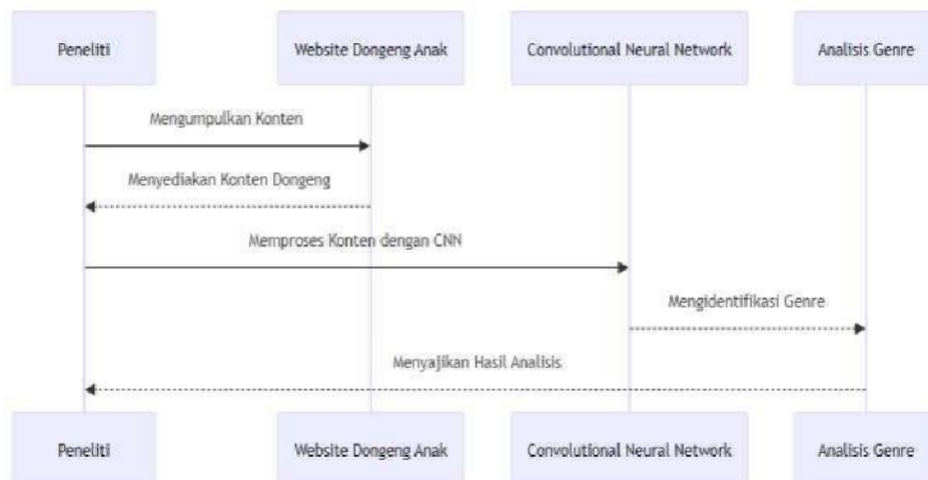 Peneliti
Website Dongeng Anak
Convolutional Neural Network
Analisis Genre
Mengumpulkan Konten
Menyediakan Konten Dongeng
Memproses Konten dengan CNN
Mengidentifikasi Genre
Menyajikan Hasil Analisis
Peneliti
Website Dongeng Anak
Convolutional Neural Network
Analisis Genre